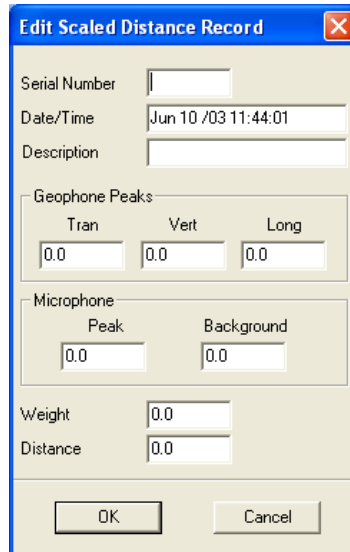 Edit Scaled Distance Record
Serial Number
Date/Time Jun 10 /03 11:44:01
Description
Geophone Peaks
Tran Vert Long
0.0 0.0 0.0
Microphone
Peak Background
0.0 0.0
Weight 0.0
Distance 0.0
OK Cancel